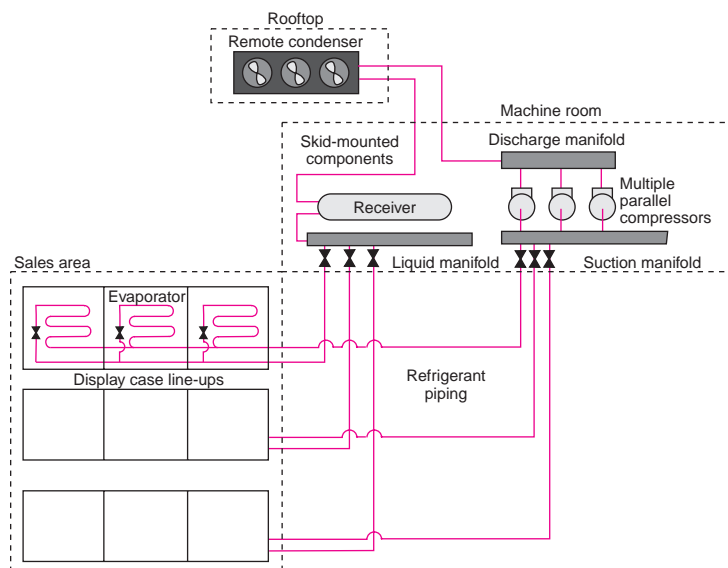 Rooftop
Remote condenser
Machine room
Skid-mounted
components
Discharge manifold
Multiple
parallel
compressors
Receiver
Sales area
Liquid manifold
Suction manifold
Evaporator
Display case line-ups
Refrigerant
piping